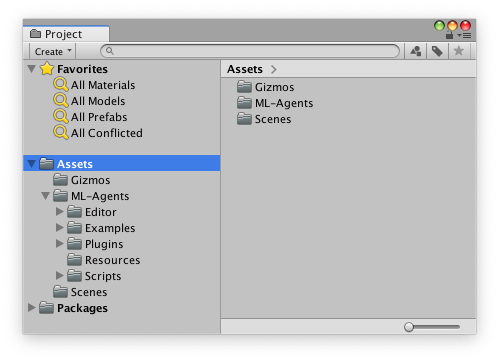 Project
Create
Favorites
All Materials
All Models
All Prefabs
All Conflicted
Assets
Gizmos
ML-Agents
Editor
Examples
Plugins
Resources
Scripts
Scenes
Packages
Assets
Gizmos
ML-Agents
Scenes